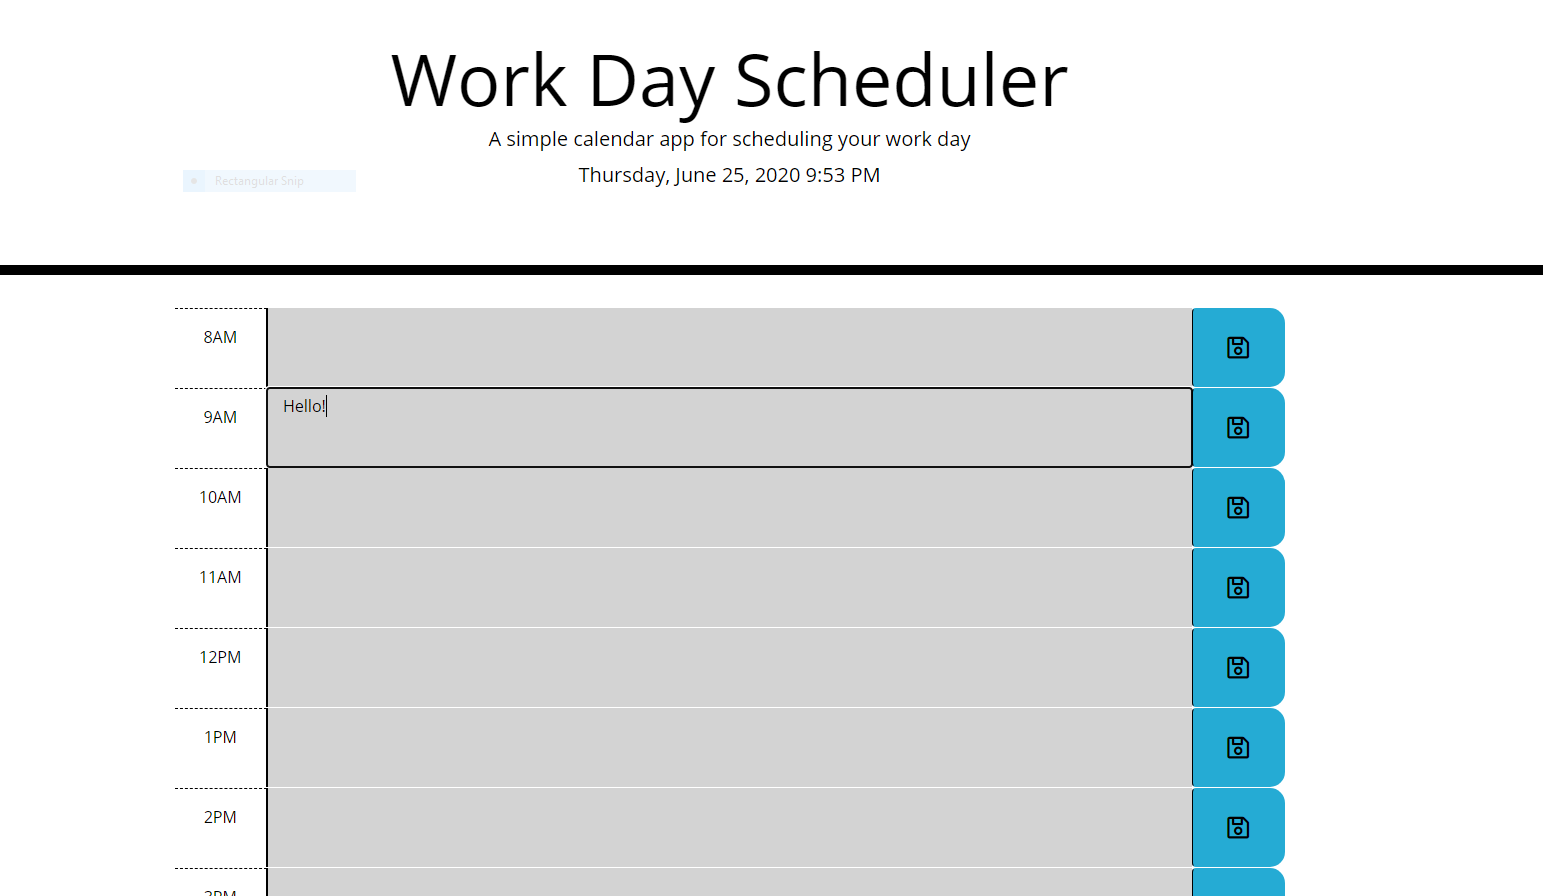 Work Day Scheduler
A simple calendar app for scheduling your work day
Thursday, June 25, 2020 9:53 PM
Rectangular Snip
8AM
9AM
Hello!
10AM
11AM
12PM
1PM
2PM
3PM